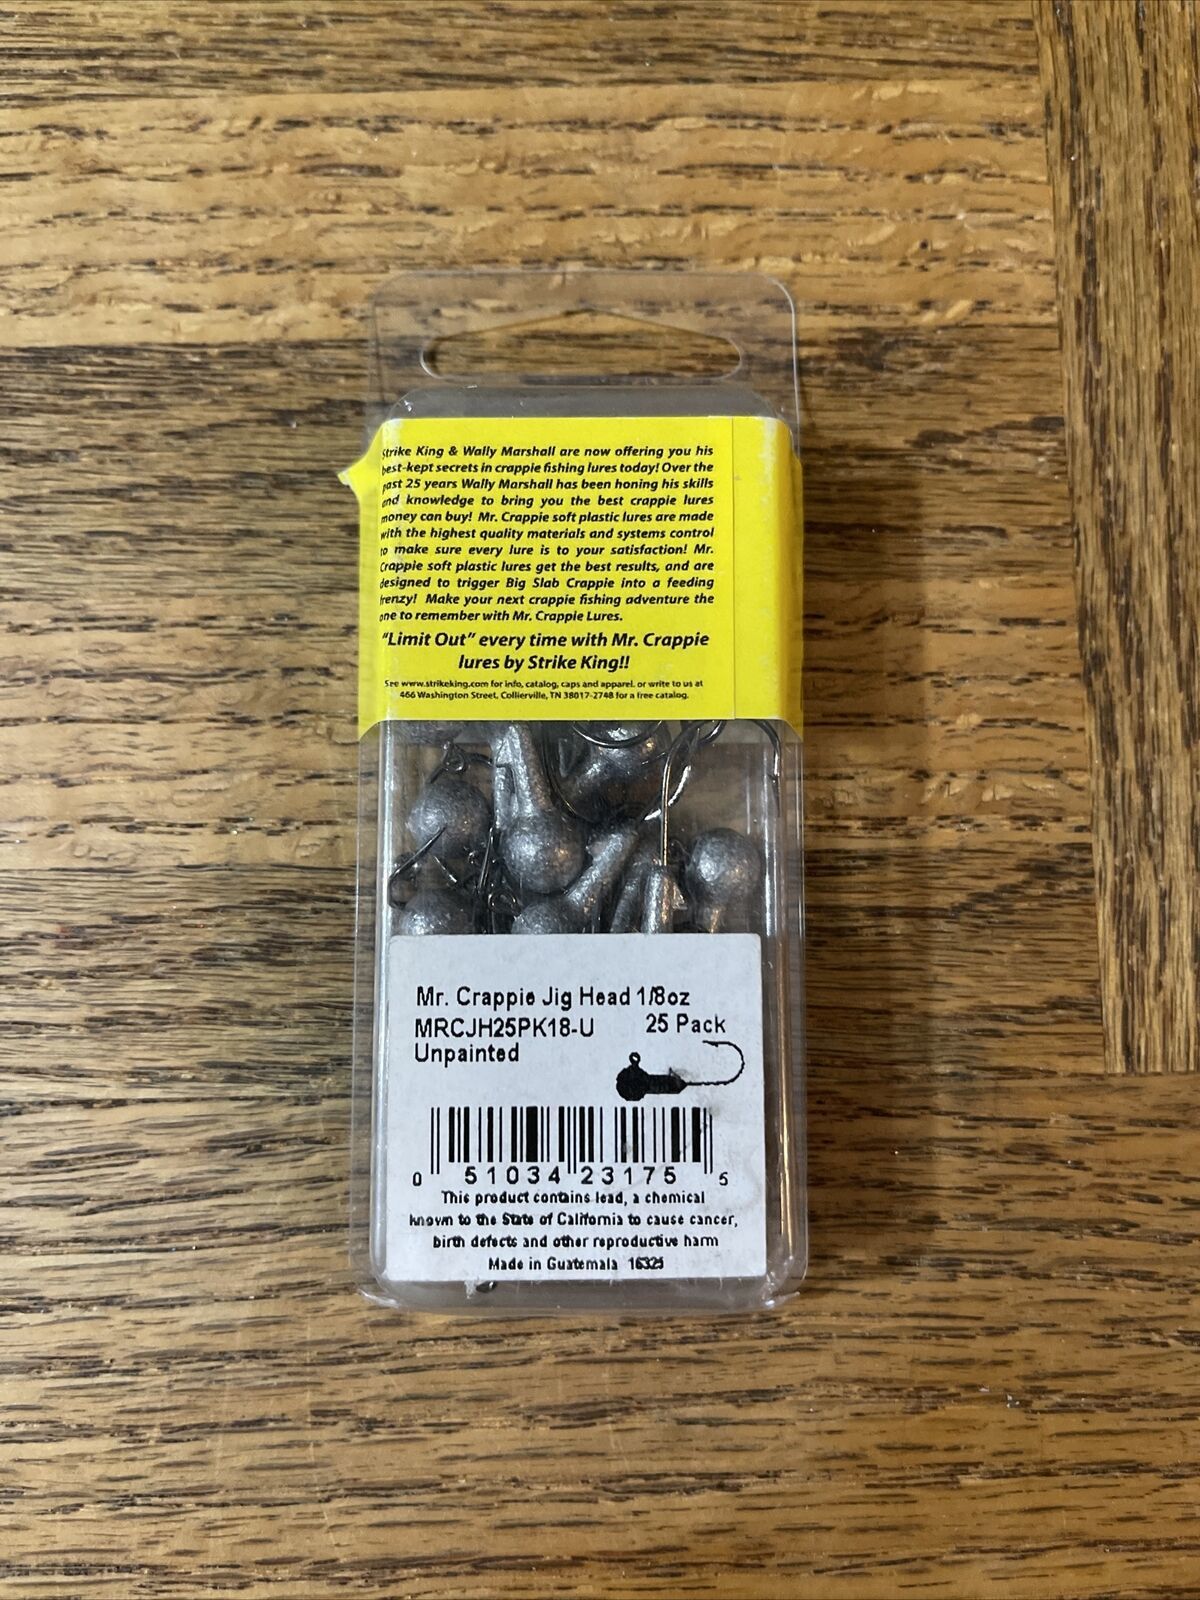 Strike King & Wally Marshall are now offering you his
best-kept secrets in crappie fishing lures today! Over the
past 25 years Wally Marshall has been honing his skills
and knowledge to bring you the best crappie lures
money can buy! Mr. Crappie soft plastic lures are made
with the highest quality materials and systems control
to make sure every lure is to your satisfaction! Mr.
Crappie soft plastic lures get the best results, and are
designed to trigger Big Slab Crappie into a feeding
frenzy! Make your next crappie fishing adventure the
one to remember with Mr. Crappie Lures.
"Limit Out" every time with Mr. Crappie
lures by Strike King!!
See www.strikeking.com for info, catalog, caps and apparel. or write to us at
466 Washington Street, Collierville, TN 38017-2748 for a free catalog.
Mr. Crappie Jig Head 1/8oz
MRCJH25PK18-U 25 Pack
Unpainted
0 51034 23175 5
This product contains lead, a chemical
known to the State of California to cause cancer,
birth defects and other reproductive harm
Made in Guatemala 16325